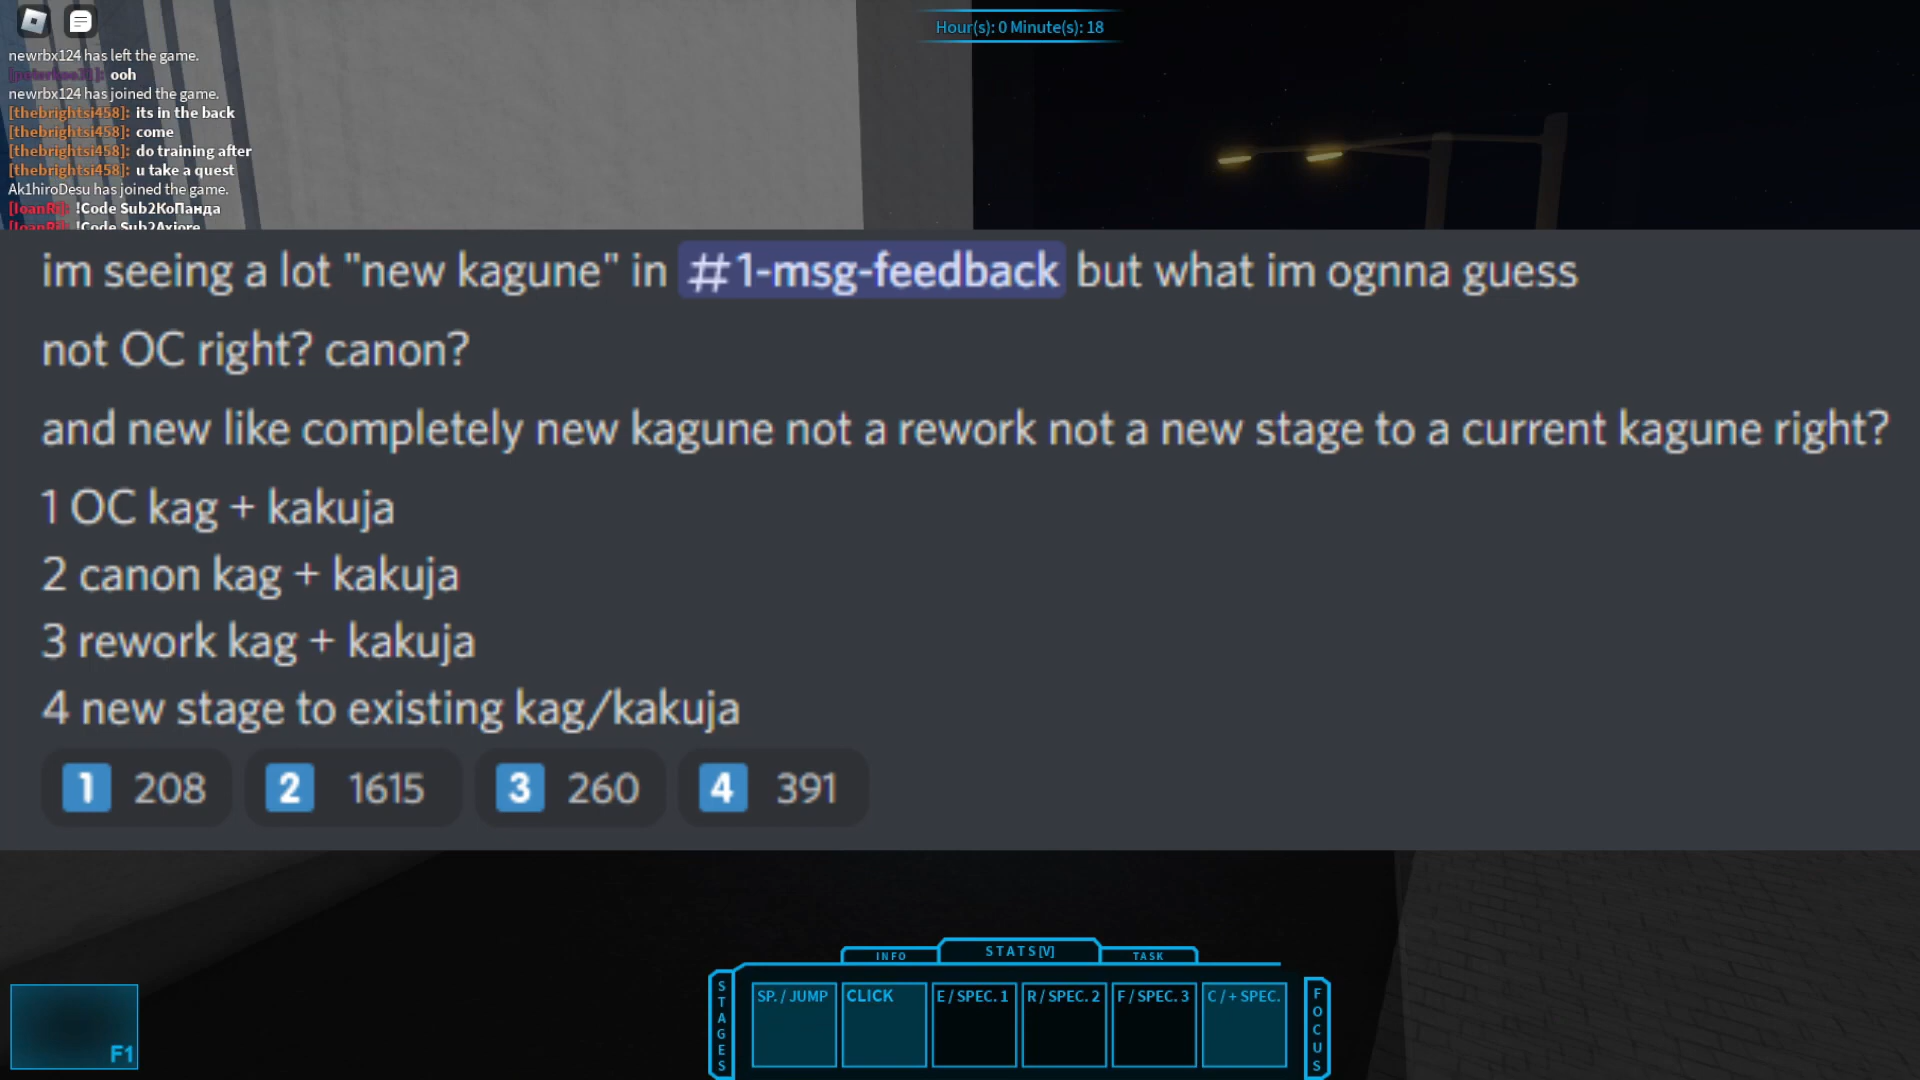 Hour(s): 0 Minute(s): 18
newrbx124 has left the game.
ooh
newrbx124 has joined the game.
[thebrightsi458]: its in the back
[thebrightsi458]: come
[thebrightsi458]: do training after
[thebrightsi458]: u take a quest
Ak1hiroDesu has joined the game.
[IoanRi]: !Code Sub2КоПанда
[IoanRi]: !Code Sub2Axiore
im seeing a lot "new kagune" in #1-msg-feedback but what im ognna guess
not OC right? canon?
and new like completely new kagune not a rework not a new stage to a current kagune right?
1 OC kag + kakuja
2 canon kag + kakuja
3 rework kag + kakuja
4 new stage to existing kag/kakuja
1 208 2 1615 3 260 4 391
INFO STATS[V] TASK
STAGES
SP. / JUMP CLICK E / SPEC. 1 R / SPEC. 2 F / SPEC. 3 C / + SPEC.
FOCUS
F1